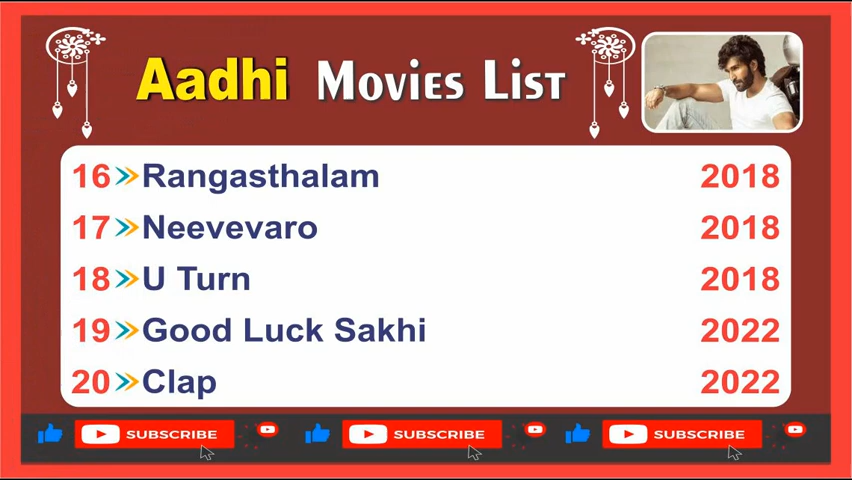 Aadhi Movies List
16 Rangasthalam 2018
17 Neevevaro 2018
18 U Turn 2018
19 Good Luck Sakhi 2022
20 Clap 2022
SUBSCRIBE SUBSCRIBE SUBSCRIBE